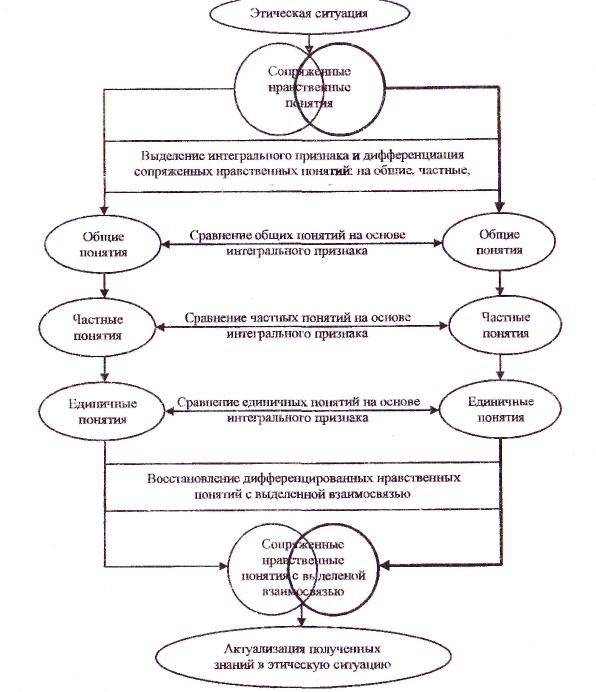 Этическая ситуация
Сопряженные
нравственные
понятия
Выделение интегрального признака и дифференциация
сопряженных нравственных понятий: на общие, частные,
Общие
понятия
Сравнение общих понятий на основе
интегрального признака
Общие
понятия
Частные
понятия
Сравнение частных понятий на основе
интегрального признака
Частные
понятия
Единичные
понятия
Сравнение единичных понятий на основе
интегрального признака
Единичные
понятия
Восстановление дифференцированных нравственных
понятий с выделенной взаимосвязью
Сопряженные
нравственные
понятия с выделеной
взаимосвязью
Актуализация полученных
знаний в этическую ситуацию